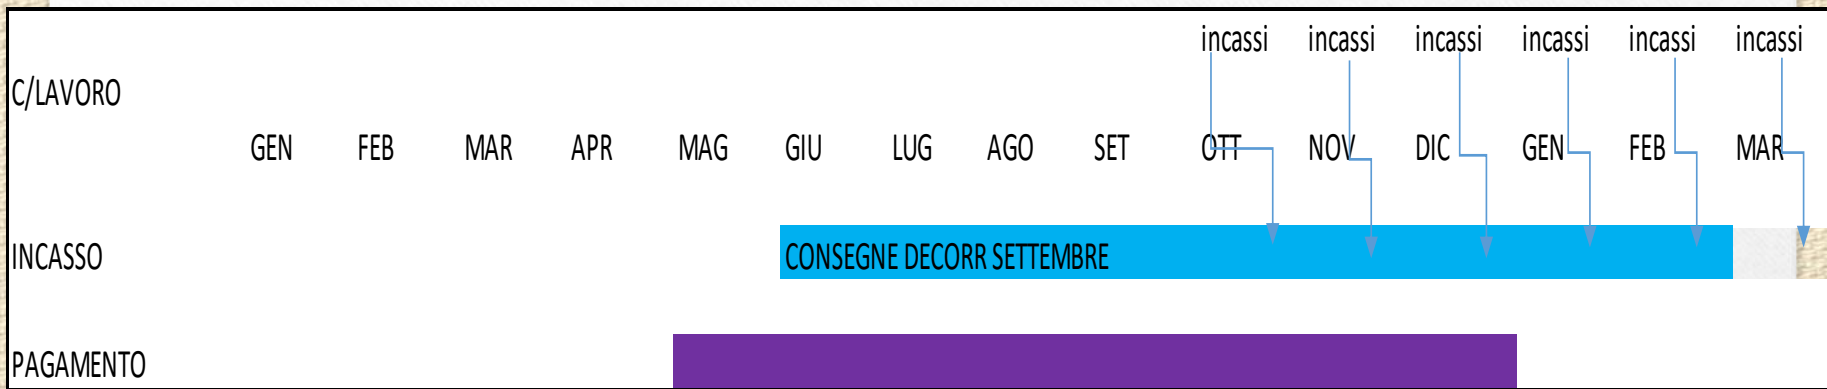 incassi incassi incassi incassi incassi incassi
C/LAVORO
GEN FEB MAR APR MAG GIU LUG AGO SET OTT NOV DIC GEN FEB MAR
INCASSO CONSEGNE DECORR SETTEMBRE
PAGAMENTO